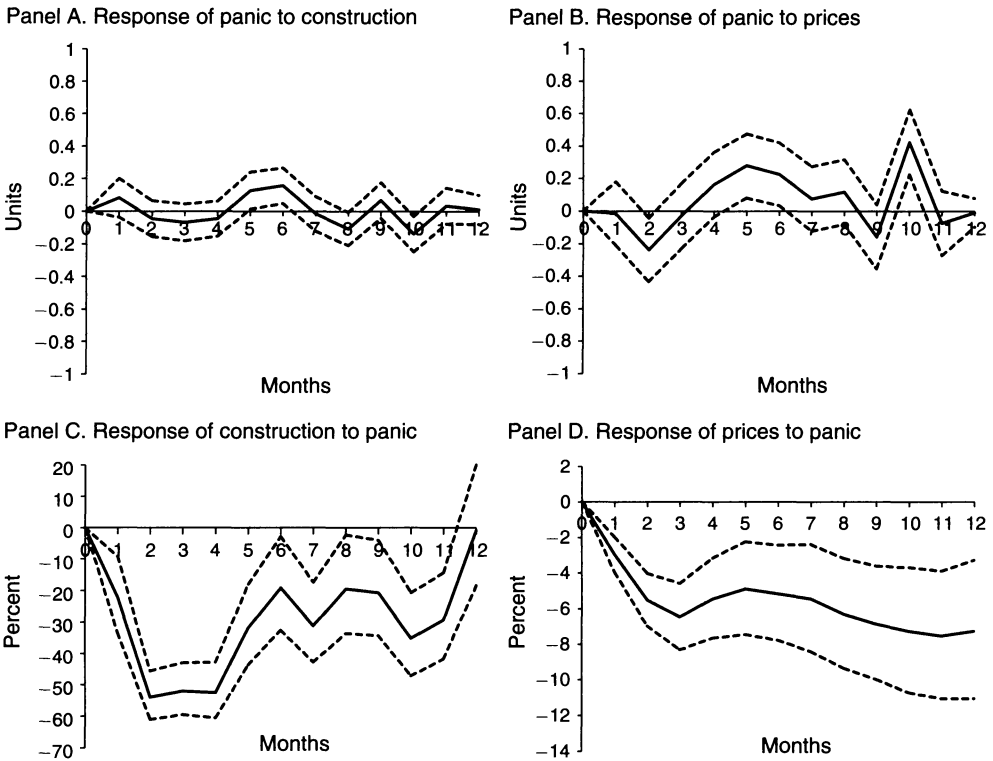 Panel A. Response of panic to construction
1
0.8
0.6
0.4
0.2
0
−0.2
−0.4
−0.6
−0.8
−1
Units
0 1 2 3 4 5 6 7 8 9 10 11 12
Months
Panel B. Response of panic to prices
1
0.8
0.6
0.4
0.2
0
−0.2
−0.4
−0.6
−0.8
−1
Units
0 1 2 3 4 5 6 7 8 9 10 11 12
Months
Panel C. Response of construction to panic
20
10
0
−10
−20
−30
−40
−50
−60
−70
Percent
0 1 2 3 4 5 6 7 8 9 10 11 12
Months
Panel D. Response of prices to panic
2
0
−2
−4
−6
−8
−10
−12
−14
Percent
0 1 2 3 4 5 6 7 8 9 10 11 12
Months